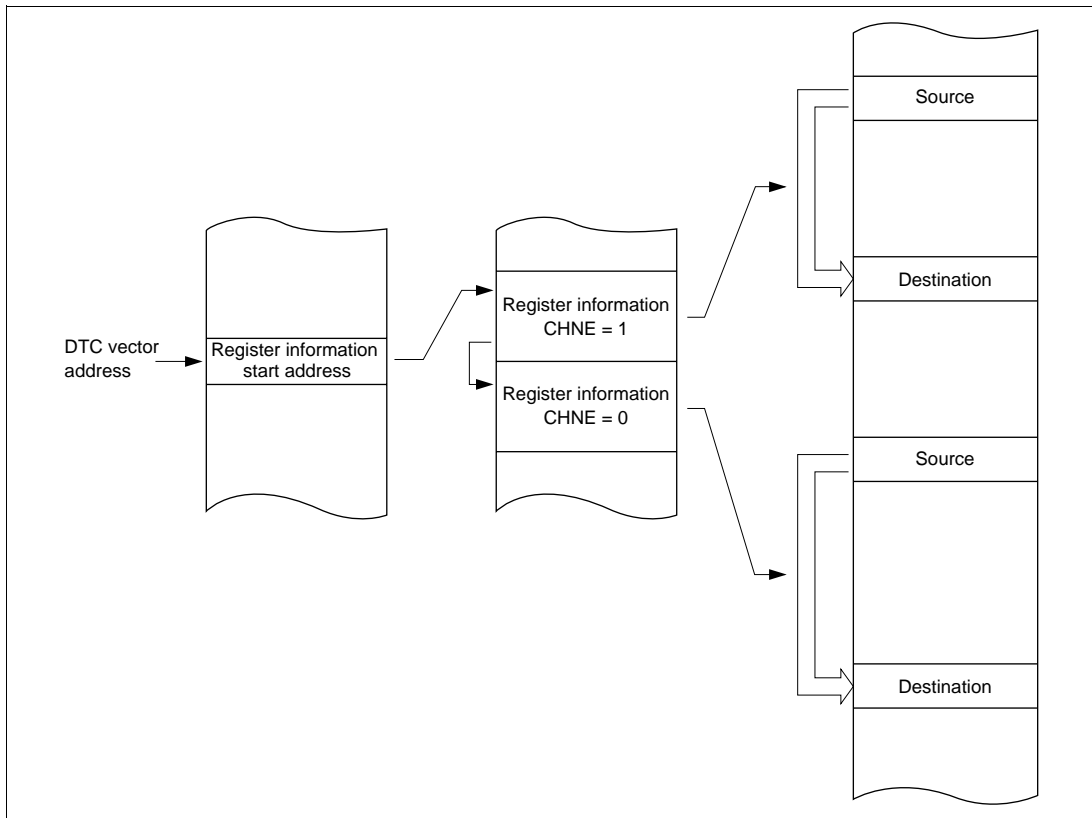 DTC vector
address
Register information
start address
Register information
CHNE = 1
Register information
CHNE = 0
Source
Destination
Source
Destination